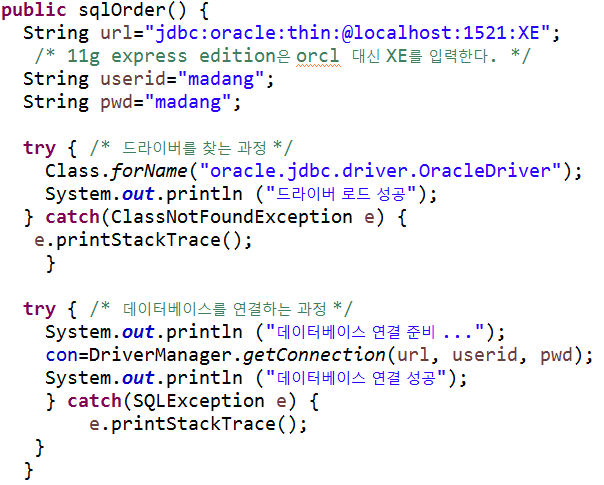 public sqlOrder() {
String url="jdbc:oracle:thin:@localhost:1521:XE";
/* 11g express edition은 orcl 대신 XE를 입력한다. */
String userid="madang";
String pwd="madang";
try { /* 드라이버를 찾는 과정 */
Class.forName("oracle.jdbc.driver.OracleDriver");
System.out.println ("드라이버 로드 성공");
} catch(ClassNotFoundException e) {
e.printStackTrace();
}
try { /* 데이터베이스를 연결하는 과정 */
System.out.println ("데이터베이스 연결 준비 ...");
con=DriverManager.getConnection(url, userid, pwd);
System.out.println ("데이터베이스 연결 성공");
} catch(SQLException e) {
e.printStackTrace();
}
}